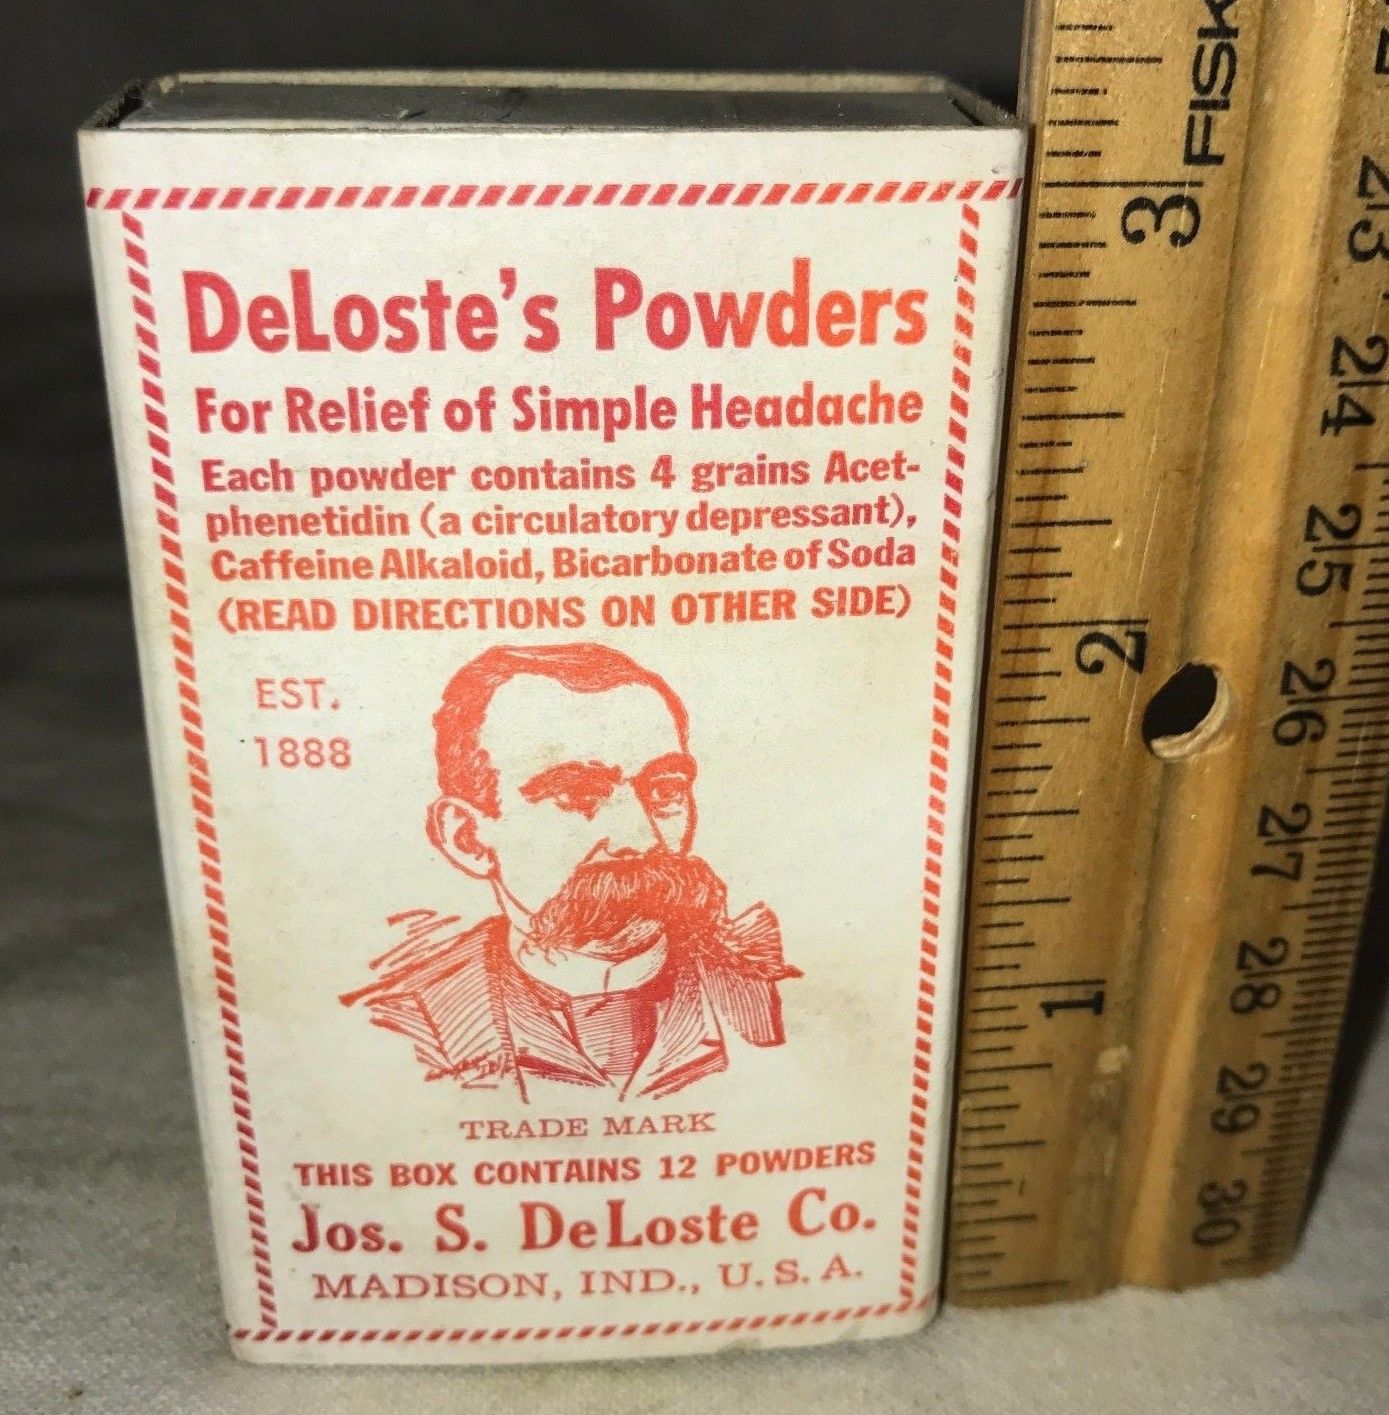 DeLoste's Powders
For Relief of Simple Headache
Each powder contains 4 grains Acet-
phenetidin (a circulatory depressant),
Caffeine Alkaloid, Bicarbonate of Soda
(READ DIRECTIONS ON OTHER SIDE)
EST.
1888
TRADE MARK
THIS BOX CONTAINS 12 POWDERS
Jos. S. DeLoste Co.
MADISON, IND., U.S.A.
FISK
3
2
1
23
24
25
26
27
28
29
30